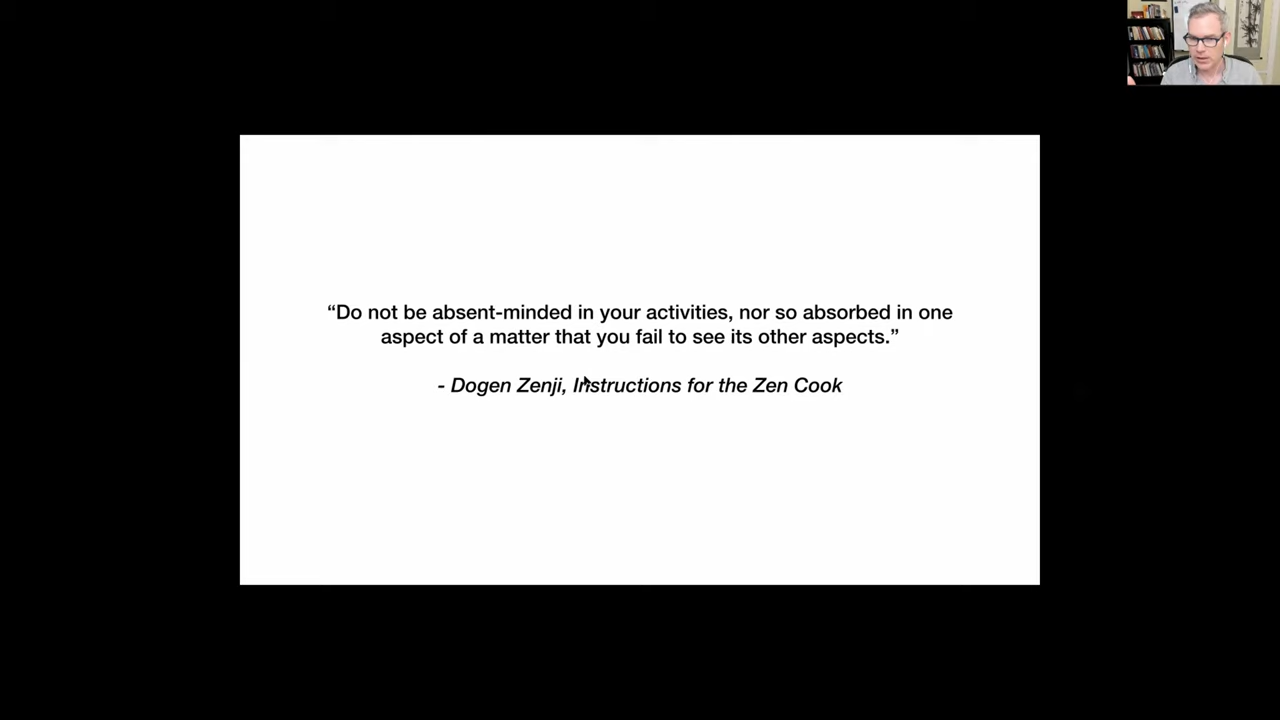 “Do not be absent-minded in your activities, nor so absorbed in one
aspect of a matter that you fail to see its other aspects.”
- Dogen Zenji, Instructions for the Zen Cook